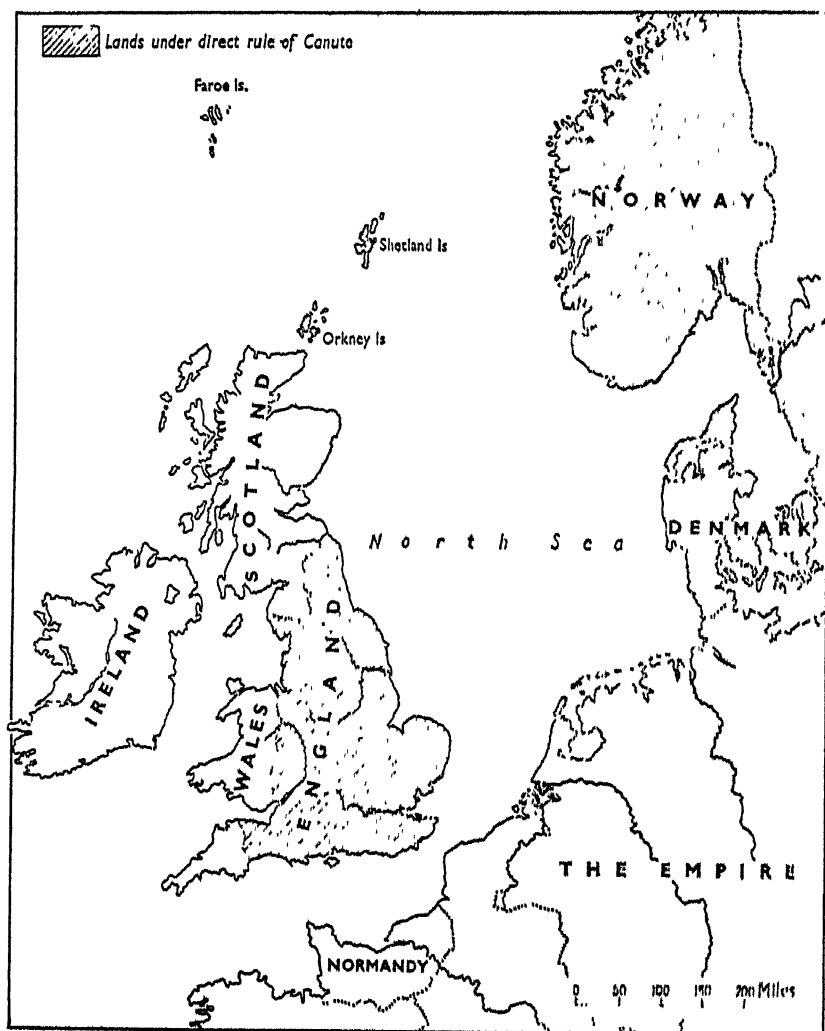 Lands under direct rule of Canute
Faroe Is.
NORWAY
Shetland Is
Orkney Is
SCOTLAND
DENMARK
North Sea
IRELAND
ENGLAND
WALES
THE EMPIRE
NORMANDY
0 50 100 150 200 Miles